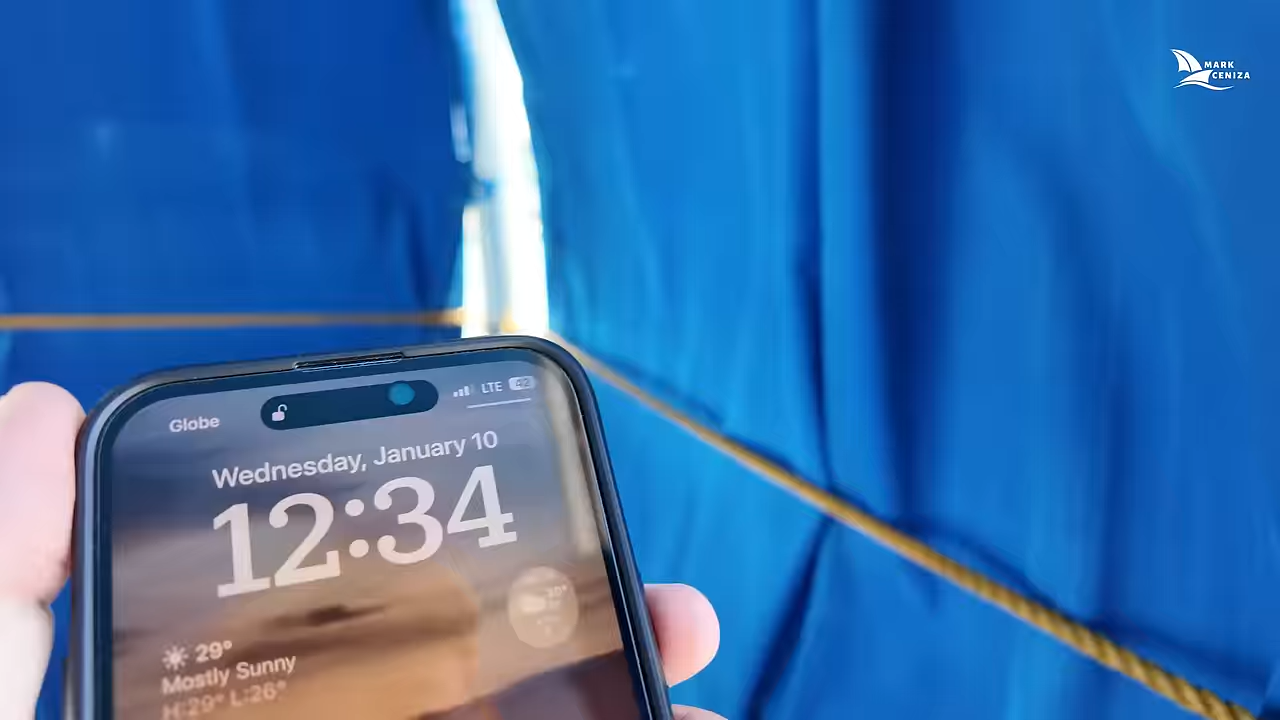 MARK
CENIZA
Globe
LTE 42
Wednesday, January 10
12:34
29°
Mostly Sunny
H:29° L:26°